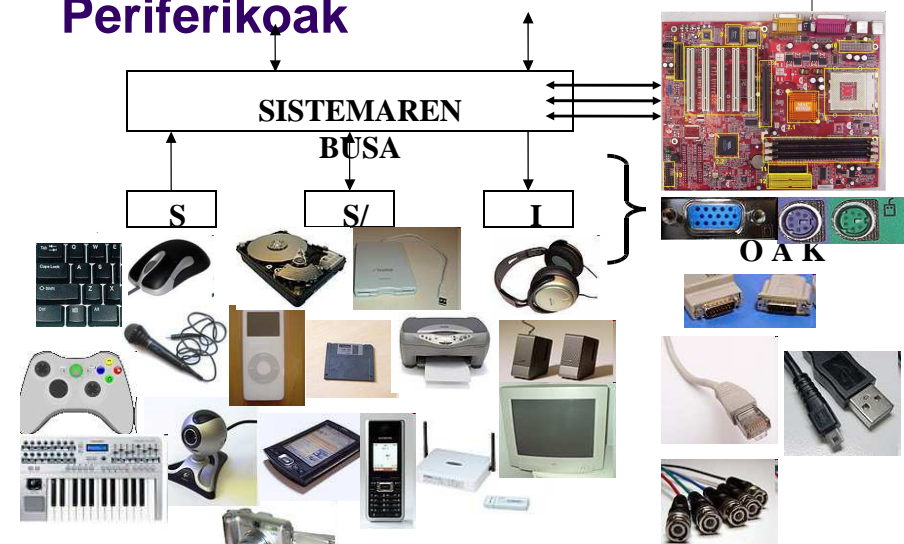 Periferikoak
SISTEMAREN
BUSA
S
S/
I
O A K